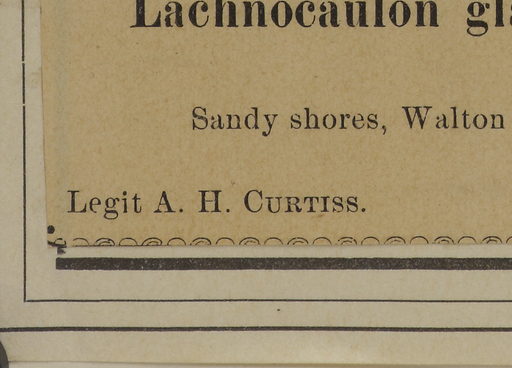 Lachnocaulon
Sandy shores, Walton
Legit A. H. CURTISS.